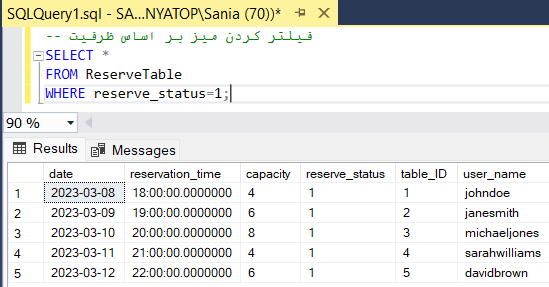 SQLQuery1.sql - SA...NYATOP\Sania (70))*
-- فیلتر کردن میز بر اساس ظرفیت
SELECT *
FROM ReserveTable
WHERE reserve_status=1;
90 %
Results Messages
date reservation_time capacity reserve_status table_ID user_name
1 2023-03-08 18:00:00.0000000 4 1 1 johndoe
2 2023-03-09 19:00:00.0000000 6 1 2 janesmith
3 2023-03-10 20:00:00.0000000 8 1 3 michaeljones
4 2023-03-11 21:00:00.0000000 4 1 4 sarahwilliams
5 2023-03-12 22:00:00.0000000 6 1 5 davidbrown